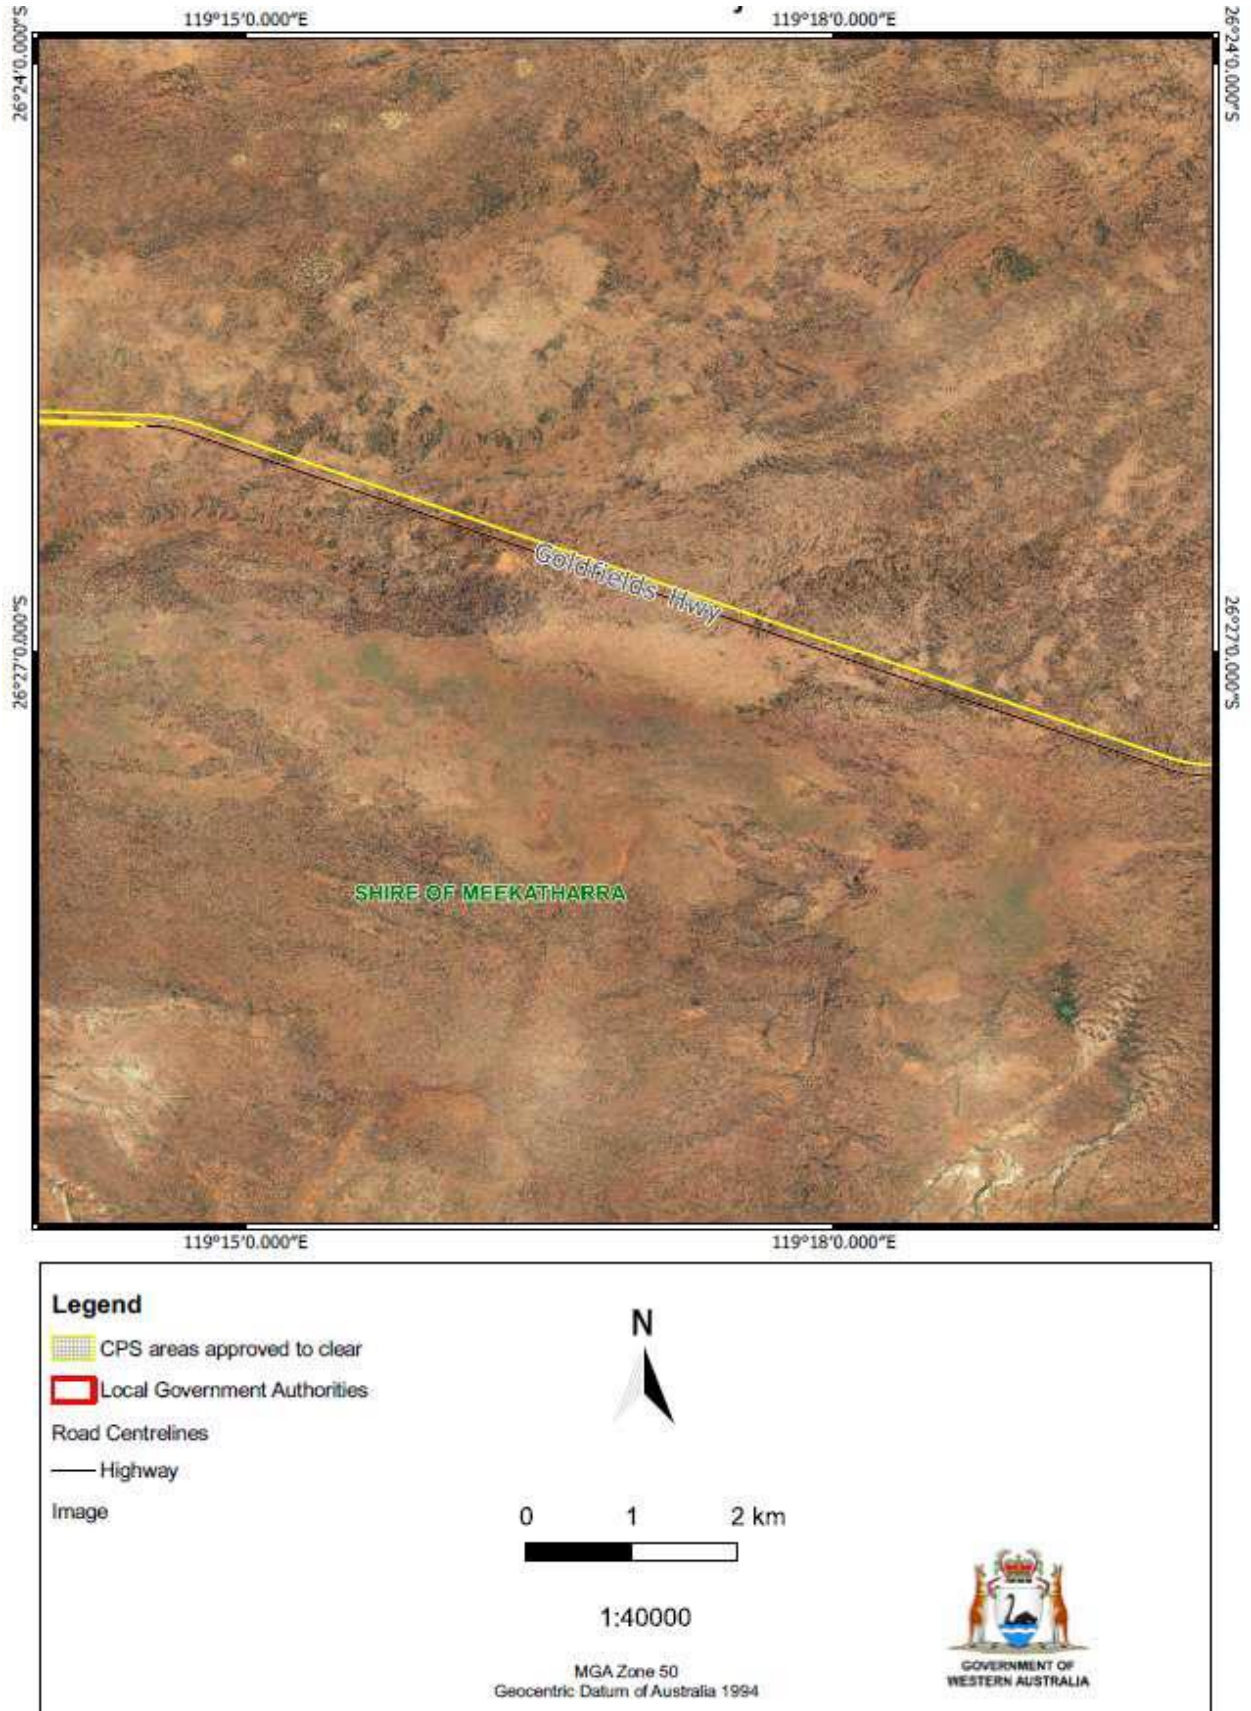 119°15'0.000"E
119°18'0.000"E
26°24'0.000"S
26°24'0.000"S
Goldfields Hwy
26°27'0.000"S
26°27'0.000"S
SHIRE OF MEEKATHARRA
119°15'0.000"E
119°18'0.000"E
Legend
CPS areas approved to clear
Local Government Authorities
Road Centrelines
Highway
Image
N
0 1 2 km
1:40000
MGA Zone 50
Geocentric Datum of Australia 1994
GOVERNMENT OF
WESTERN AUSTRALIA